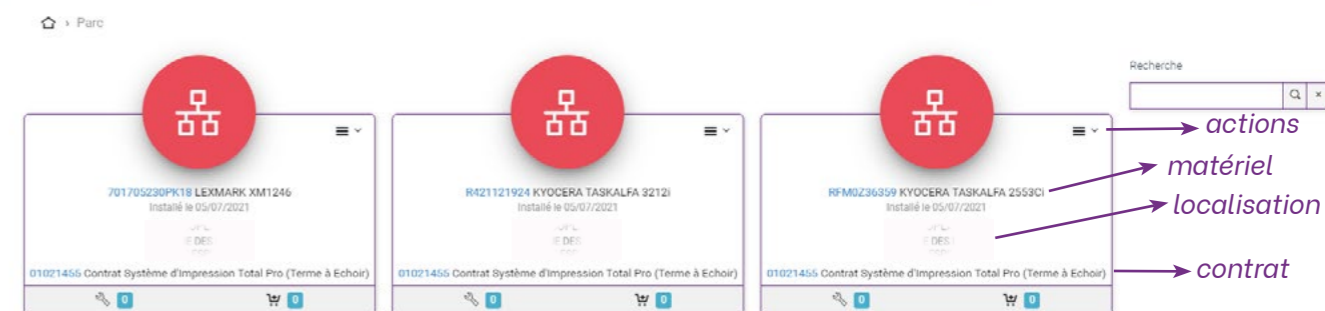 › Parc
Recherche
701705230PK18 LEXMARK XM1246
Installé le 05/07/2021
E DES
01021455 Contrat Système d'Impression Total Pro (Terme à Echoir)
0 0
R421121924 KYOCERA TASKALFA 3212i
Installé le 05/07/2021
E DES
01021455 Contrat Système d'Impression Total Pro (Terme à Echoir)
0 0
RFM0Z36359 KYOCERA TASKALFA 2553Ci
Installé le 05/07/2021
E DES
01021455 Contrat Système d'Impression Total Pro (Terme à Echoir)
0 0
actions
matériel
localisation
contrat